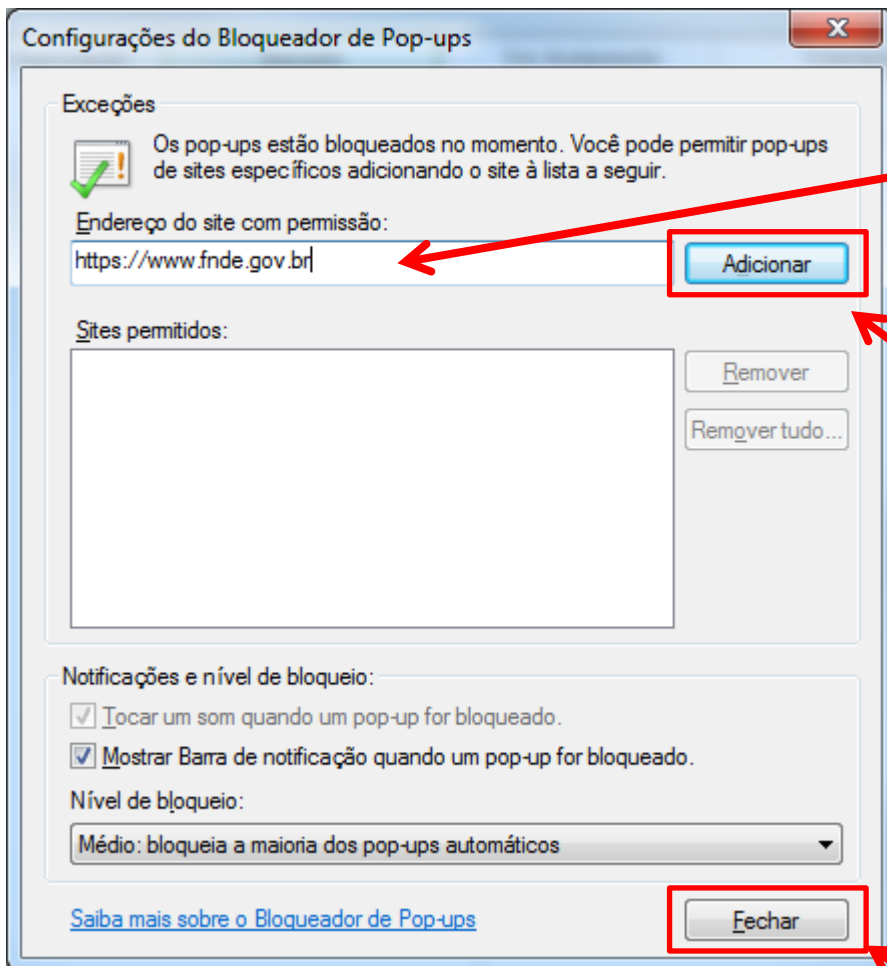 Configurações do Bloqueador de Pop-ups
Exceções
Os pop-ups estão bloqueados no momento. Você pode permitir pop-ups
de sites específicos adicionando o site à lista a seguir.
Endereço do site com permissão:
https://www.fnde.gov.br
Adicionar
Sites permitidos:
Remover
Remover tudo...
Notificações e nível de bloqueio:
Tocar um som quando um pop-up for bloqueado.
Mostrar Barra de notificação quando um pop-up for bloqueado.
Nível de bloqueio:
Médio: bloqueia a maioria dos pop-ups automáticos
Saiba mais sobre o Bloqueador de Pop-ups
Fechar